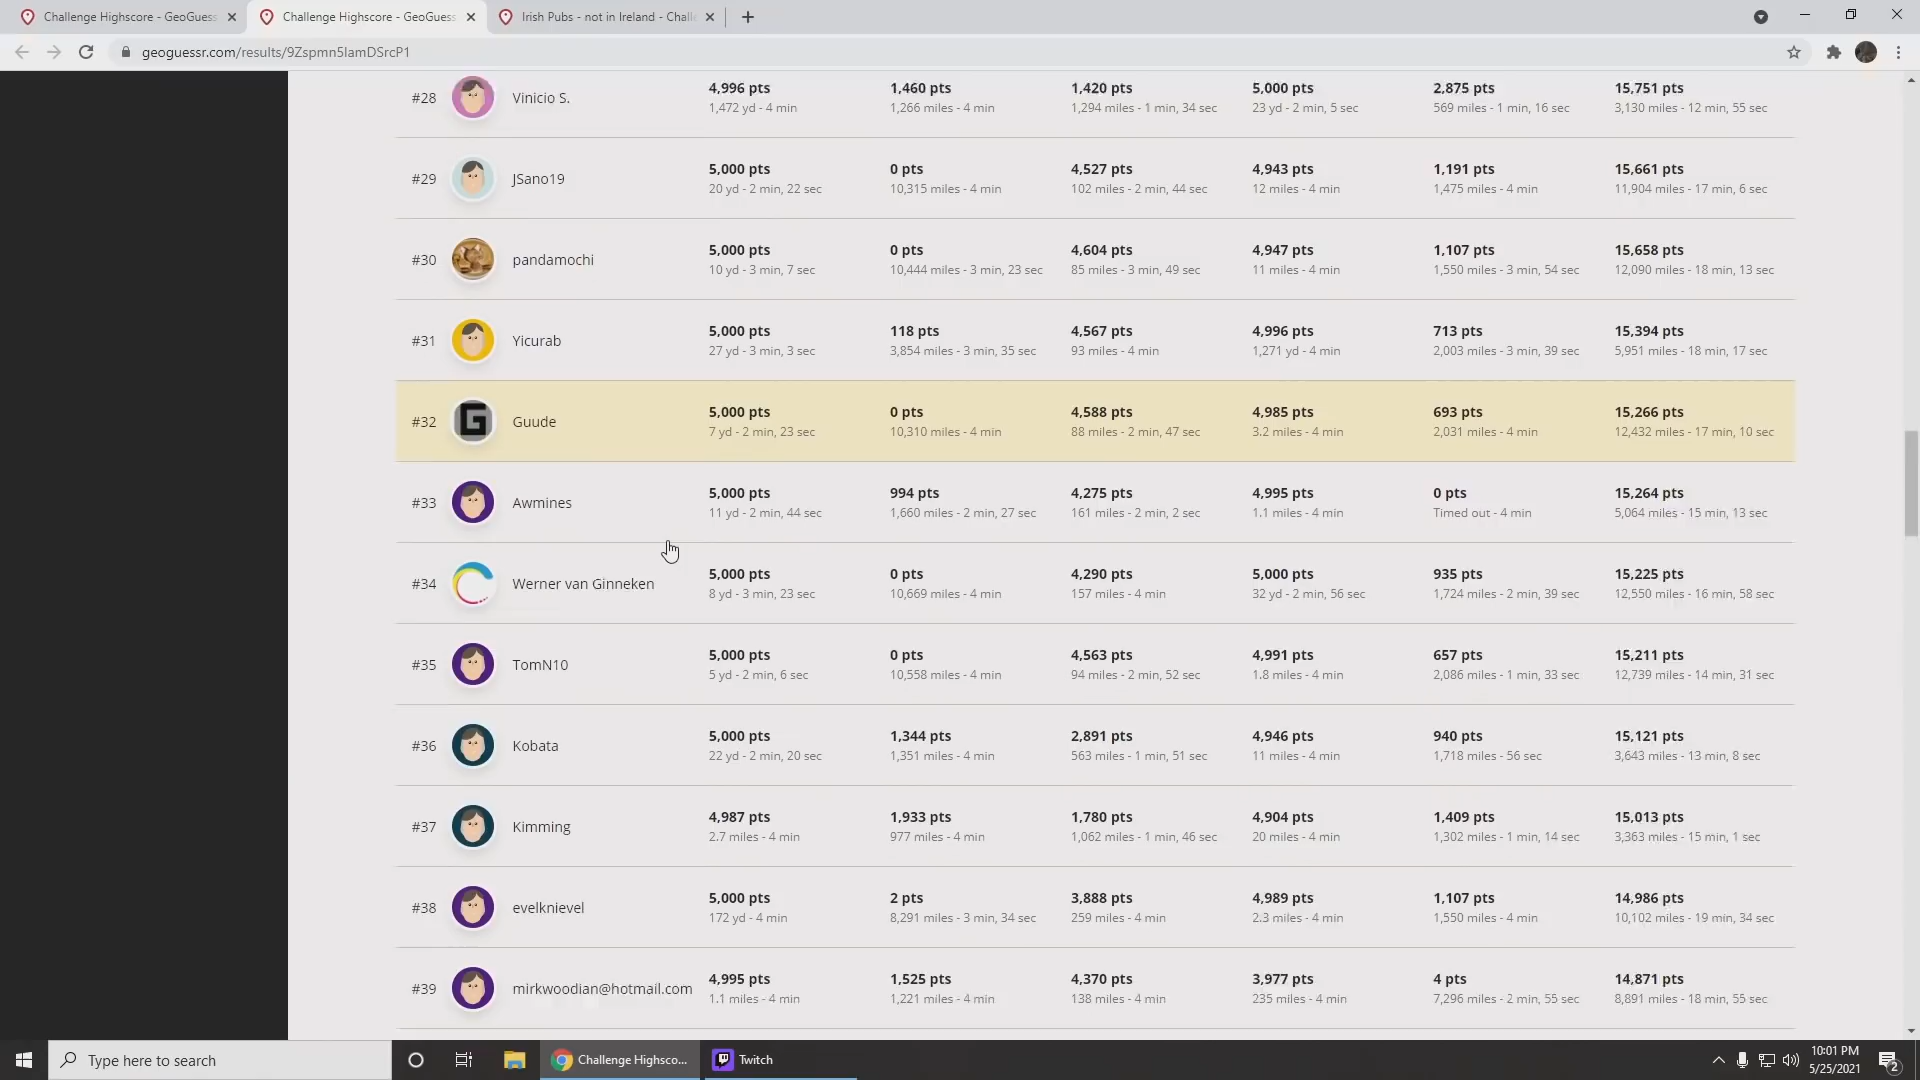 Challenge Highscore - GeoGuess
Challenge Highscore - GeoGuess
Irish Pubs - not in Ireland - Chall
geoguessr.com/results/9Zspmn5lamDSrcP1
#28 Vinicio S. 4,996 pts 1,460 pts 1,420 pts 5,000 pts 2,875 pts 15,751 pts
1,472 yd - 4 min 1,266 miles - 4 min 1,294 miles - 1 min, 34 sec 23 yd - 2 min, 5 sec 569 miles - 1 min, 16 sec 3,130 miles - 12 min, 55 sec
#29 JSano19 5,000 pts 0 pts 4,527 pts 4,943 pts 1,191 pts 15,661 pts
20 yd - 2 min, 22 sec 10,315 miles - 4 min 102 miles - 2 min, 44 sec 12 miles - 4 min 1,475 miles - 4 min 11,904 miles - 17 min, 6 sec
#30 pandamochi 5,000 pts 0 pts 4,604 pts 4,947 pts 1,107 pts 15,658 pts
10 yd - 3 min, 7 sec 10,444 miles - 3 min, 23 sec 85 miles - 3 min, 49 sec 11 miles - 4 min 1,550 miles - 3 min, 54 sec 12,090 miles - 18 min, 13 sec
#31 Yicurab 5,000 pts 118 pts 4,567 pts 4,996 pts 713 pts 15,394 pts
27 yd - 3 min, 3 sec 3,854 miles - 3 min, 35 sec 93 miles - 4 min 1,271 yd - 4 min 2,003 miles - 3 min, 39 sec 5,951 miles - 18 min, 17 sec
#32 G Guude 5,000 pts 0 pts 4,588 pts 4,985 pts 693 pts 15,266 pts
7 yd - 2 min, 23 sec 10,310 miles - 4 min 88 miles - 2 min, 47 sec 3.2 miles - 4 min 2,031 miles - 4 min 12,432 miles - 17 min, 10 sec
#33 Awmines 5,000 pts 994 pts 4,275 pts 4,995 pts 0 pts 15,264 pts
11 yd - 2 min, 44 sec 1,660 miles - 2 min, 27 sec 161 miles - 2 min, 2 sec 1.1 miles - 4 min Timed out - 4 min 5,064 miles - 15 min, 13 sec
#34 Werner van Ginneken 5,000 pts 0 pts 4,290 pts 5,000 pts 935 pts 15,225 pts
8 yd - 3 min, 23 sec 10,669 miles - 4 min 157 miles - 4 min 32 yd - 2 min, 56 sec 1,724 miles - 2 min, 39 sec 12,550 miles - 16 min, 58 sec
#35 TomN10 5,000 pts 0 pts 4,563 pts 4,991 pts 657 pts 15,211 pts
5 yd - 2 min, 6 sec 10,558 miles - 4 min 94 miles - 2 min, 52 sec 1.8 miles - 4 min 2,086 miles - 1 min, 33 sec 12,739 miles - 14 min, 31 sec
#36 Kobata 5,000 pts 1,344 pts 2,891 pts 4,946 pts 940 pts 15,121 pts
22 yd - 2 min, 20 sec 1,351 miles - 4 min 563 miles - 1 min, 51 sec 11 miles - 4 min 1,718 miles - 56 sec 3,643 miles - 13 min, 8 sec
#37 Kimming 4,987 pts 1,933 pts 1,780 pts 4,904 pts 1,409 pts 15,013 pts
2.7 miles - 4 min 977 miles - 4 min 1,062 miles - 1 min, 46 sec 20 miles - 4 min 1,302 miles - 1 min, 14 sec 3,363 miles - 15 min, 1 sec
#38 evelknievel 5,000 pts 2 pts 3,888 pts 4,989 pts 1,107 pts 14,986 pts
172 yd - 4 min 8,291 miles - 3 min, 34 sec 259 miles - 4 min 2.3 miles - 4 min 1,550 miles - 4 min 10,102 miles - 19 min, 34 sec
#39 mirkwoodian@hotmail.com 4,995 pts 1,525 pts 4,370 pts 3,977 pts 4 pts 14,871 pts
1.1 miles - 4 min 1,221 miles - 4 min 138 miles - 4 min 235 miles - 4 min 7,296 miles - 2 min, 55 sec 8,891 miles - 18 min, 55 sec
Type here to search
Challenge Highsco...
Twitch
10:01 PM
5/25/2021
2